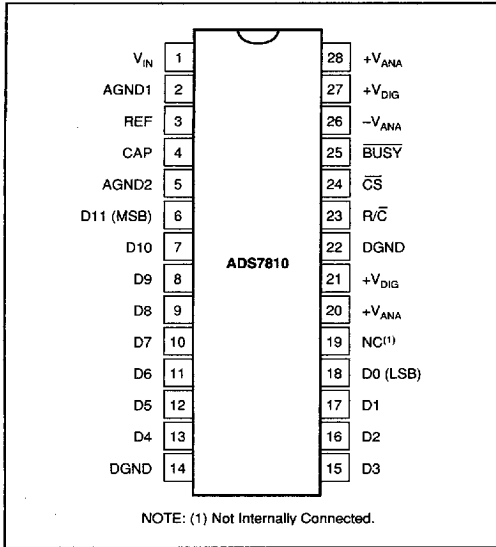 V_IN 1 28 +V_ANA
AGND1 2 27 +V_DIG
REF 3 26 –V_ANA
CAP 4 25 B̅U̅S̅Y̅
AGND2 5 24 C̅S̅
D11 (MSB) 6 23 R/C̅
D10 7 22 DGND
ADS7810
D9 8 21 +V_DIG
D8 9 20 +V_ANA
D7 10 19 NC(1)
D6 11 18 D0 (LSB)
D5 12 17 D1
D4 13 16 D2
DGND 14 15 D3
NOTE: (1) Not Internally Connected.